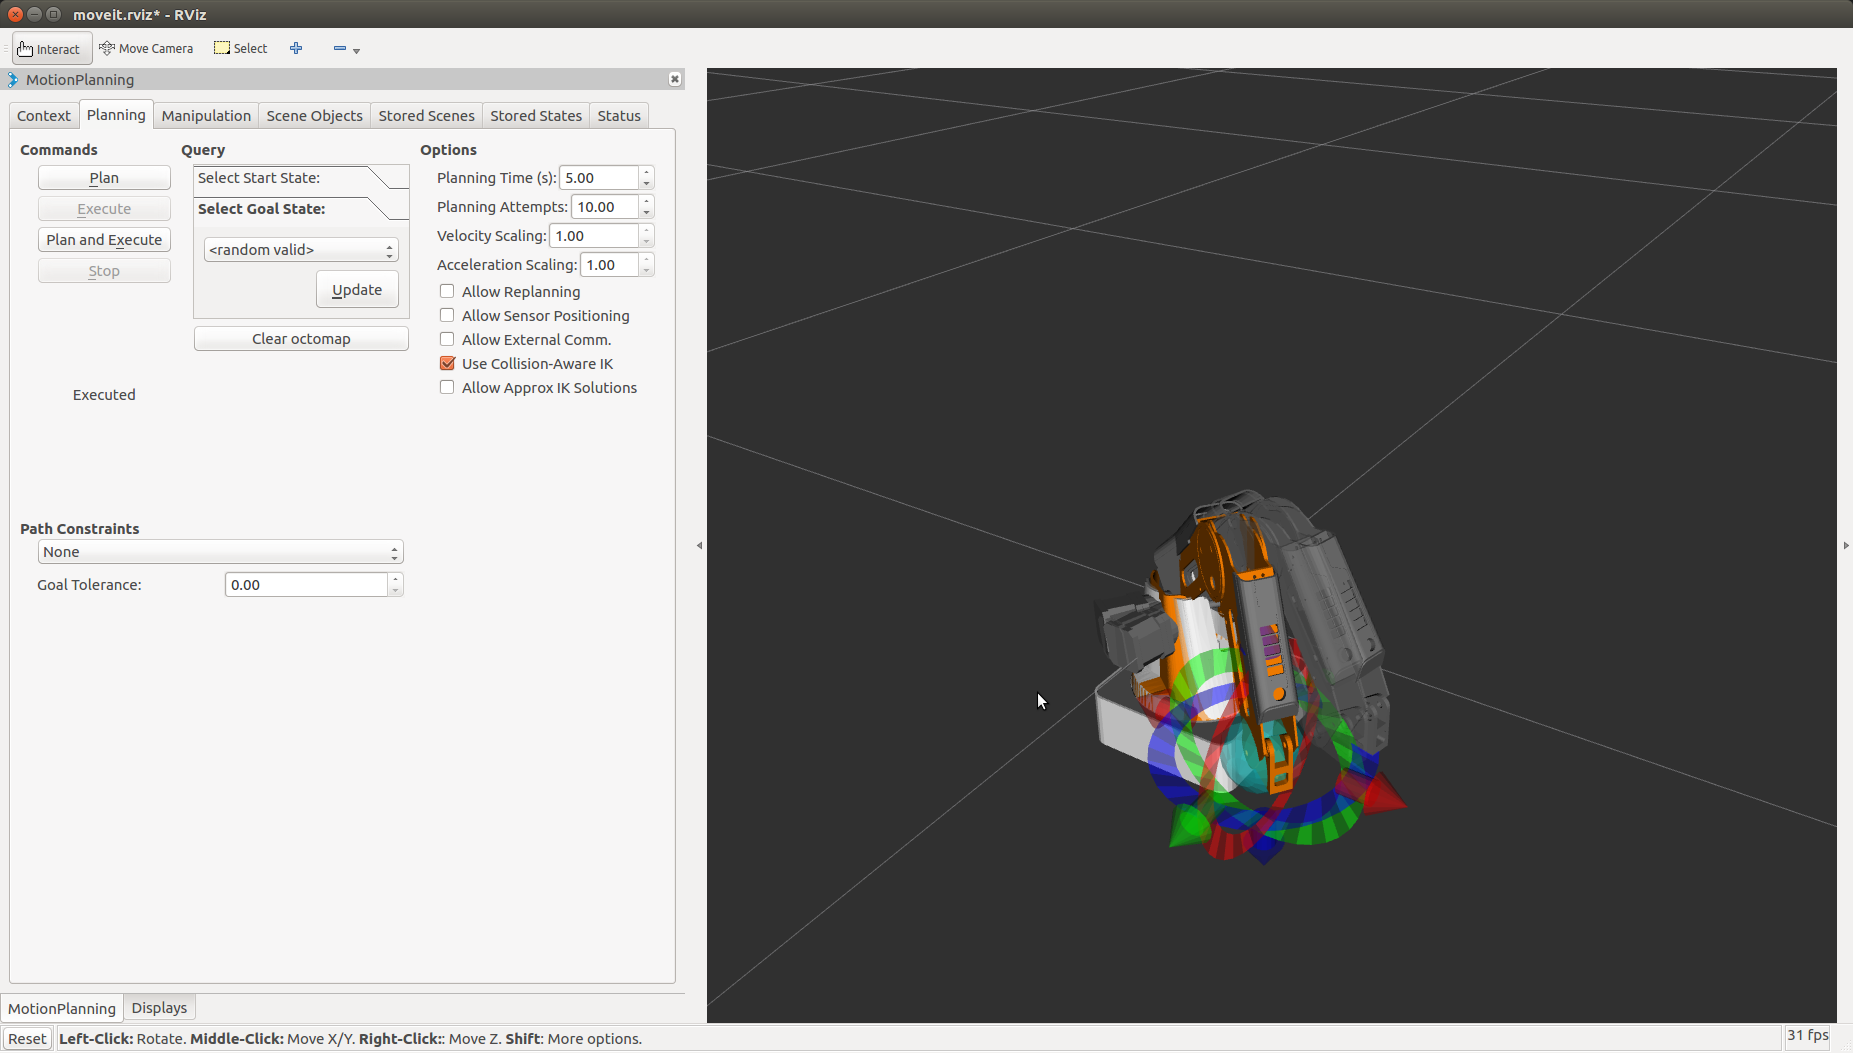 moveit.rviz* - RViz
Interact Move Camera Select
MotionPlanning
Context Planning Manipulation Scene Objects Stored Scenes Stored States Status
Commands Query Options
Plan Select Start State: Planning Time (s): 5.00
Execute Select Goal State: Planning Attempts: 10.00
Plan and Execute <random valid> Velocity Scaling: 1.00
Stop Update Acceleration Scaling: 1.00
Allow Replanning
Allow Sensor Positioning
Clear octomap Allow External Comm.
Use Collision-Aware IK
Executed Allow Approx IK Solutions
Path Constraints
None
Goal Tolerance: 0.00
MotionPlanning Displays
Reset Left-Click: Rotate. Middle-Click: Move X/Y. Right-Click:: Move Z. Shift: More options. 31 fps